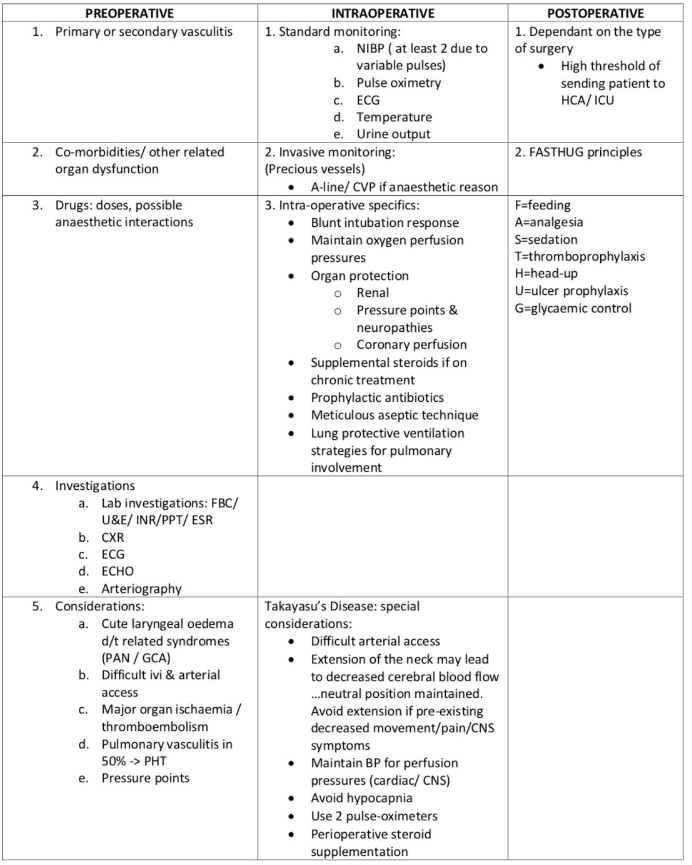 PREOPERATIVE
INTRAOPERATIVE
POSTOPERATIVE
1. Primary or secondary vasculitis
1. Standard monitoring:
a. NIBP ( at least 2 due to
variable pulses)
b. Pulse oximetry
c. ECG
d. Temperature
e. Urine output
1. Dependant on the type
of surgery
• High threshold of
sending patient to
HCA/ ICU
2. Co-morbidities/ other related
organ dysfunction
2. Invasive monitoring:
(Precious vessels)
• A-line/ CVP if anaesthetic reason
2. FASTHUG principles
3. Drugs: doses, possible
anaesthetic interactions
3. Intra-operative specifics:
• Blunt intubation response
• Maintain oxygen perfusion
pressures
• Organ protection
o Renal
o Pressure points &
neuropathies
o Coronary perfusion
• Supplemental steroids if on
chronic treatment
• Prophylactic antibiotics
• Meticulous aseptic technique
• Lung protective ventilation
strategies for pulmonary
involvement
F=feeding
A=analgesia
S=sedation
T=thromboprophylaxis
H=head-up
U=ulcer prophylaxis
G=glycaemic control
4. Investigations
a. Lab investigations: FBC/
U&E/ INR/PPT/ ESR
b. CXR
c. ECG
d. ECHO
e. Arteriography
5. Considerations:
a. Cute laryngeal oedema
d/t related syndromes
(PAN / GCA)
b. Difficult ivi & arterial
access
c. Major organ ischaemia /
thromboembolism
d. Pulmonary vasculitis in
50% -> PHT
e. Pressure points
Takayasu's Disease: special
considerations:
• Difficult arterial access
• Extension of the neck may lead
to decreased cerebral blood flow
...neutral position maintained.
Avoid extension if pre-existing
decreased movement/pain/CNS
symptoms
• Maintain BP for perfusion
pressures (cardiac/ CNS)
• Avoid hypocapnia
• Use 2 pulse-oximeters
• Perioperative steroid
supplementation